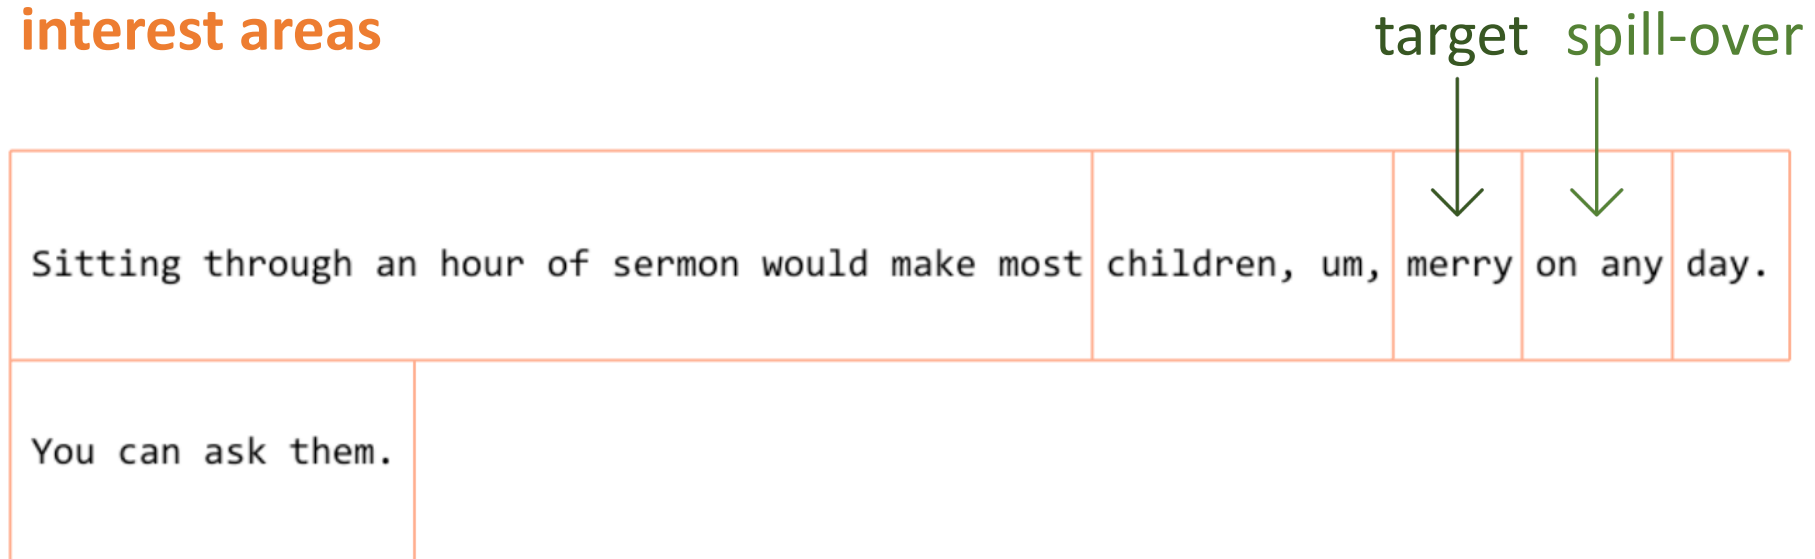 interest areas
target spill-over
Sitting through an hour of sermon would make most children, um, merry on any day.
You can ask them.